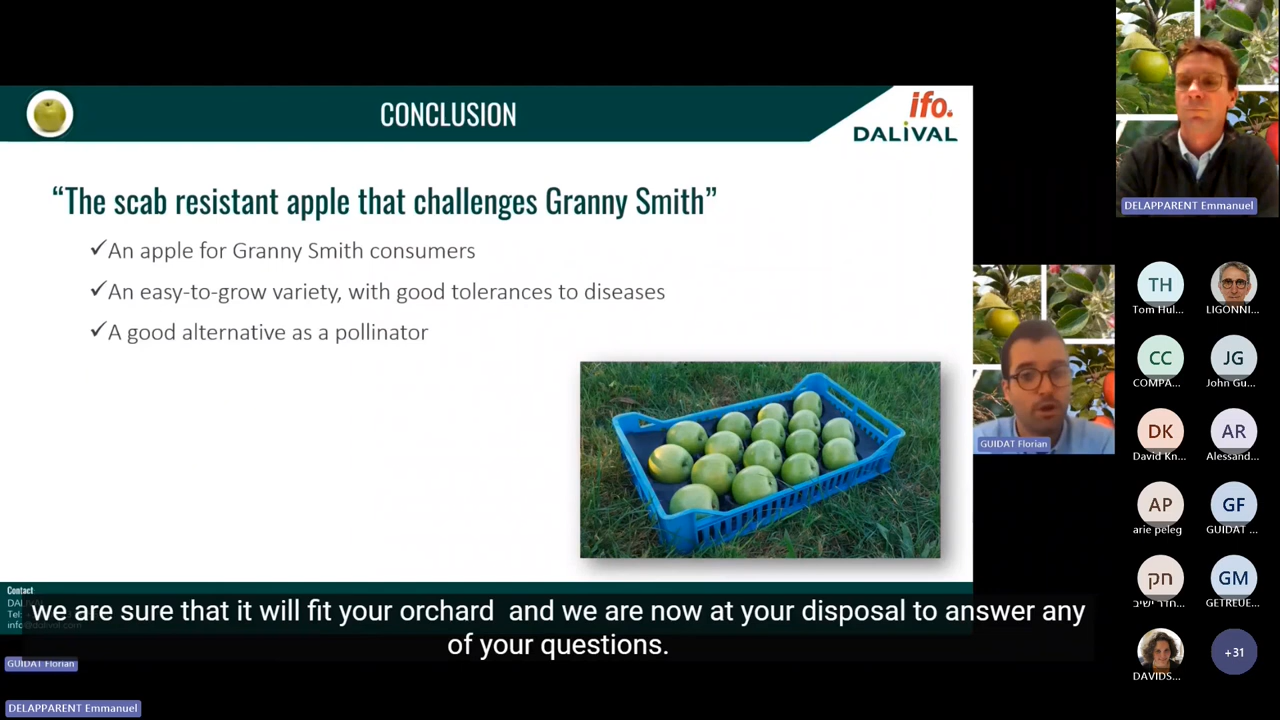 CONCLUSION
ifo.
DALIVAL
“The scab resistant apple that challenges Granny Smith”
✓An apple for Granny Smith consumers
✓An easy-to-grow variety, with good tolerances to diseases
✓A good alternative as a pollinator
Contact
we are sure that it will fit your orchard and we are now at your disposal to answer any
of your questions.
GUIDAT Florian
DELAPPARENT Emmanuel
DELAPPARENT Emmanuel
GUIDAT Florian
TH
Tom Hul...
LIGONNI...
CC
COMPA...
JG
John Gu...
DK
David Kn...
AR
Alessand...
AP
arie peleg
GF
GUIDAT ...
חק
GM
GETREUE...
DAVIDS...
+31